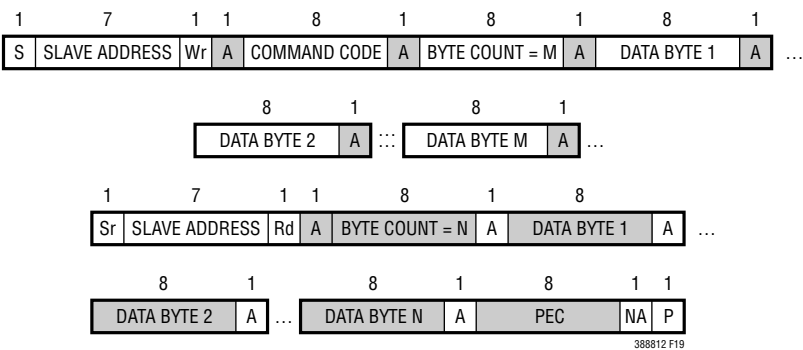 1 7 1 1 8 1 8 1 8 1
S SLAVE ADDRESS Wr A COMMAND CODE A BYTE COUNT = M A DATA BYTE 1 A …
8 1 8 1
DATA BYTE 2 A … DATA BYTE M A …
1 7 1 1 8 1 8
Sr SLAVE ADDRESS Rd A BYTE COUNT = N A DATA BYTE 1 A …
8 1 8 1 8 1 1
DATA BYTE 2 A … DATA BYTE N A PEC NA P
388812 F19